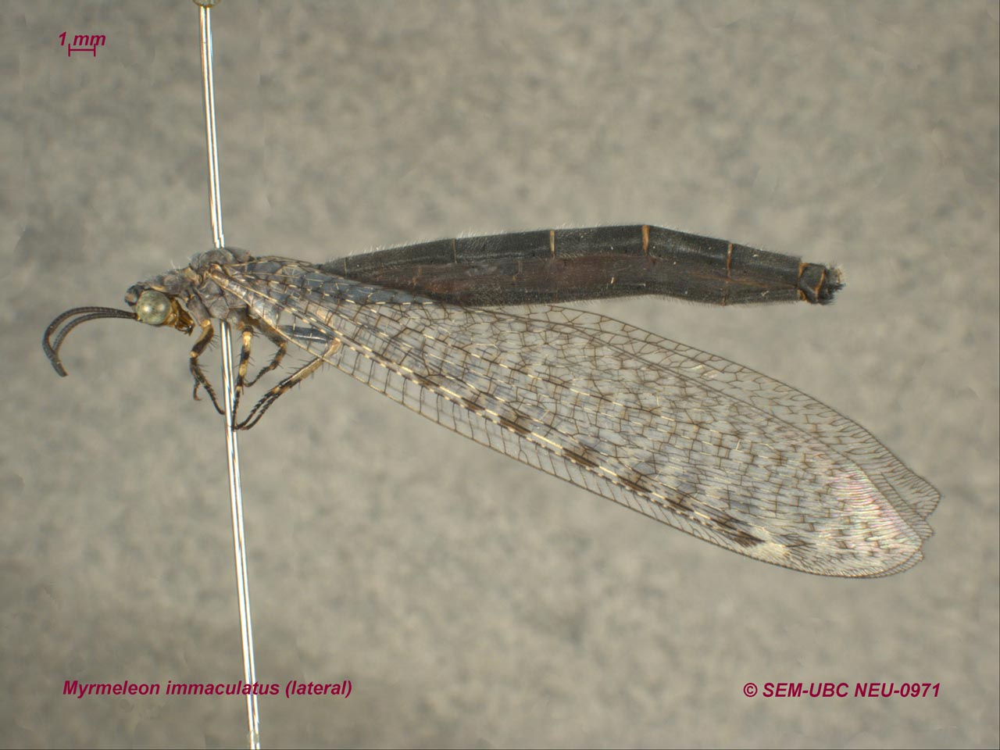 1 mm
Myrmeleon immaculatus (lateral)
© SEM-UBC NEU-0971